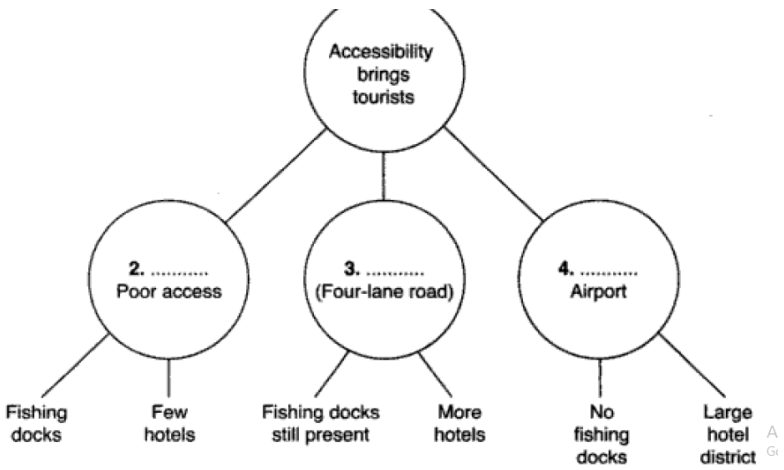 Accessibility
brings
tourists
2. ...........
Poor access
3. ...........
(Four-lane road)
4. ...........
Airport
Fishing
docks
Few
hotels
Fishing docks
still present
More
hotels
No
fishing
docks
Large
hotel
district
A
Ga